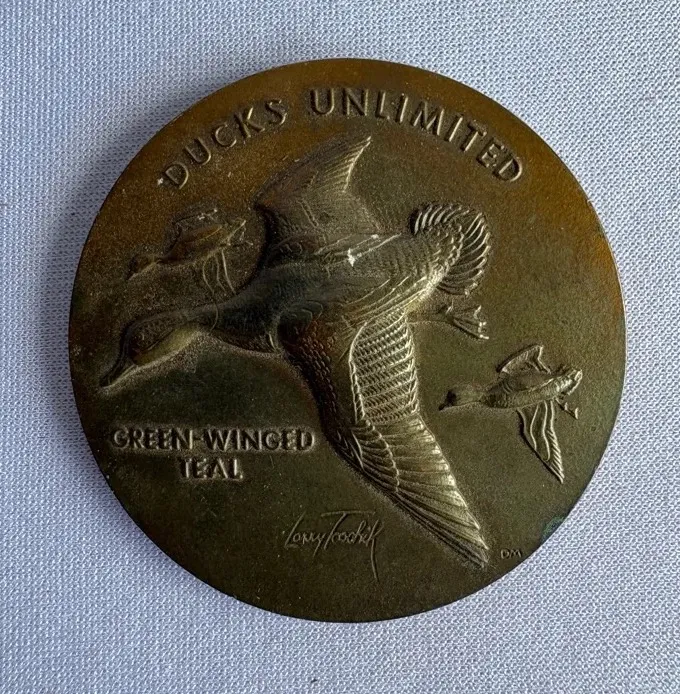 DUCKS UNLIMITED
GREEN-WINGED
TEAL
Larry Toschik
DM